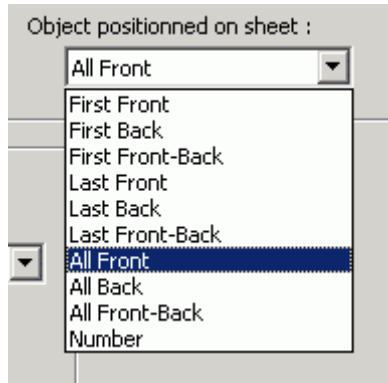 Object positionned on sheet :
All Front
First Front
First Back
First Front-Back
Last Front
Last Back
Last Front-Back
All Front
All Back
All Front-Back
Number